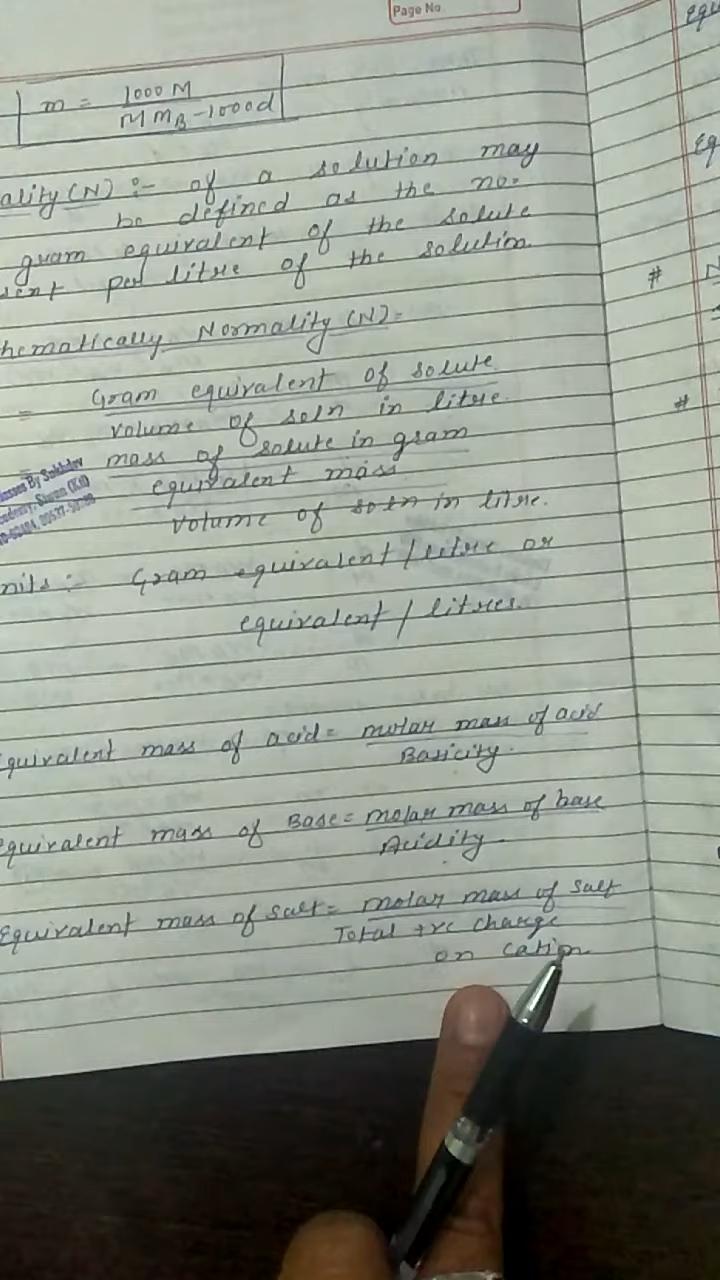 Page No.
m = 1000 M
M MB - 1000d
ality (N) :- of a solution may
be defined as the no.
gram equivalent of the solute
sent per litre of the solution.
hematically Normality (N) =
= Gram equivalent of solute
volume of soln in litre.
= mass of solute in gram
equivalent mass
volume of soln in litre.
nits :- Gram equivalent / litre or
equivalent / litres.
equivalent mass of acid = molar mass of acid
Basicity.
equivalent mass of Base = molar mass of base
Acidity.
Equivalent mass of salt = molar mass of salt
Total +ve charge
on cation
#
#